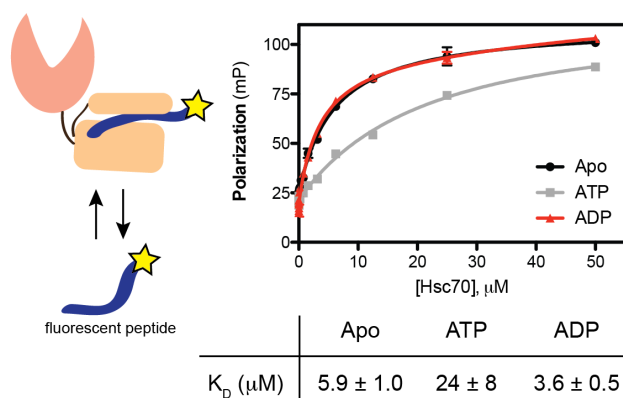 fluorescent peptide
Polarization (mP)
100
75
50
25
0
0 10 20 30 40 50
[Hsc70], μM
Apo
ATP
ADP
Apo ATP ADP
K_D (μM) 5.9 ± 1.0 24 ± 8 3.6 ± 0.5